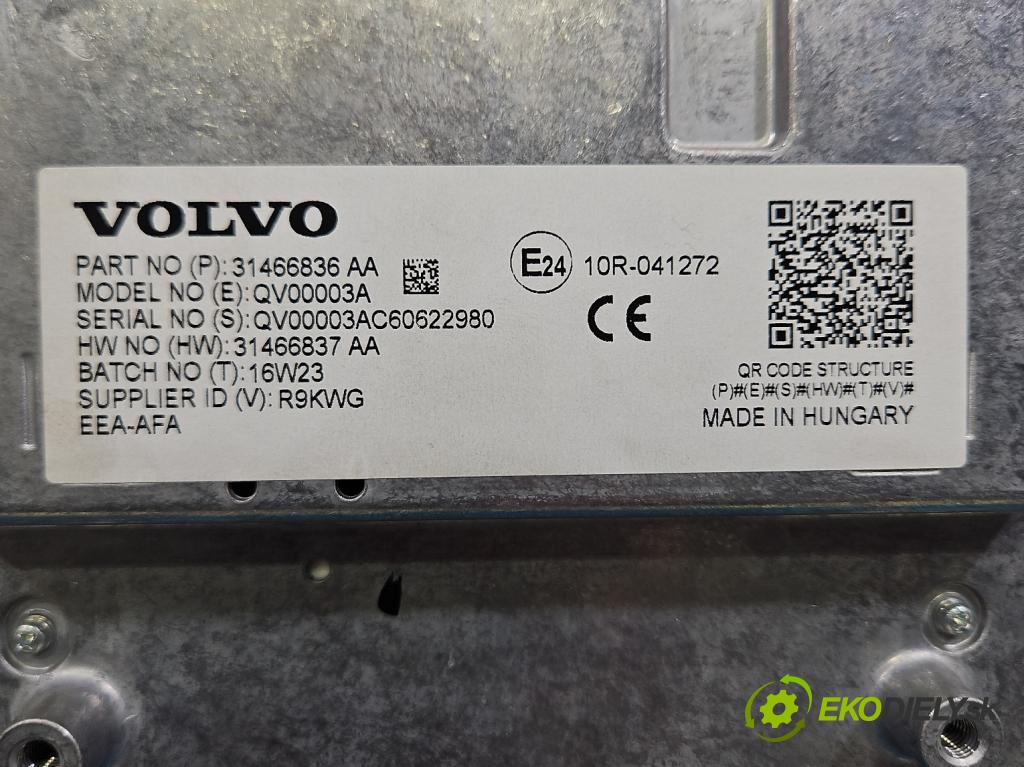 VOLVO
PART NO (P): 31466836 AA
MODEL NO (E): QV00003A
SERIAL NO (S): QV00003AC60622980
HW NO (HW): 31466837 AA
BATCH NO (T): 16W23
SUPPLIER ID (V): R9KWG
EEA-AFA
E24 10R-041272
CE
QR CODE STRUCTURE
(P)#(E)#(S)#(HW)#(T)#(V)#
MADE IN HUNGARY
EKODIELY.sk